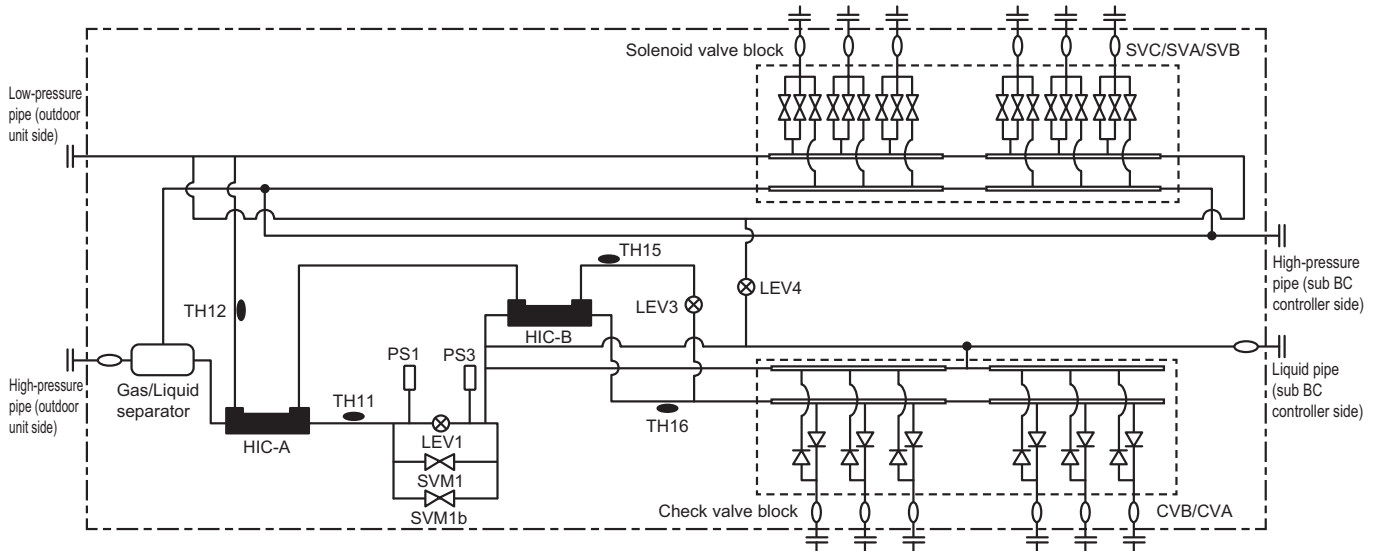 Solenoid valve block
SVC/SVA/SVB
Low-pressure
pipe (outdoor
unit side)
TH15
High-pressure
pipe (sub BC
controller side)
TH12
LEV3
LEV4
HIC-B
PS1
PS3
High-pressure
pipe (outdoor
unit side)
Gas/Liquid
separator
Liquid pipe
(sub BC
controller side)
TH11
TH16
HIC-A
LEV1
SVM1
SVM1b
Check valve block
CVB/CVA